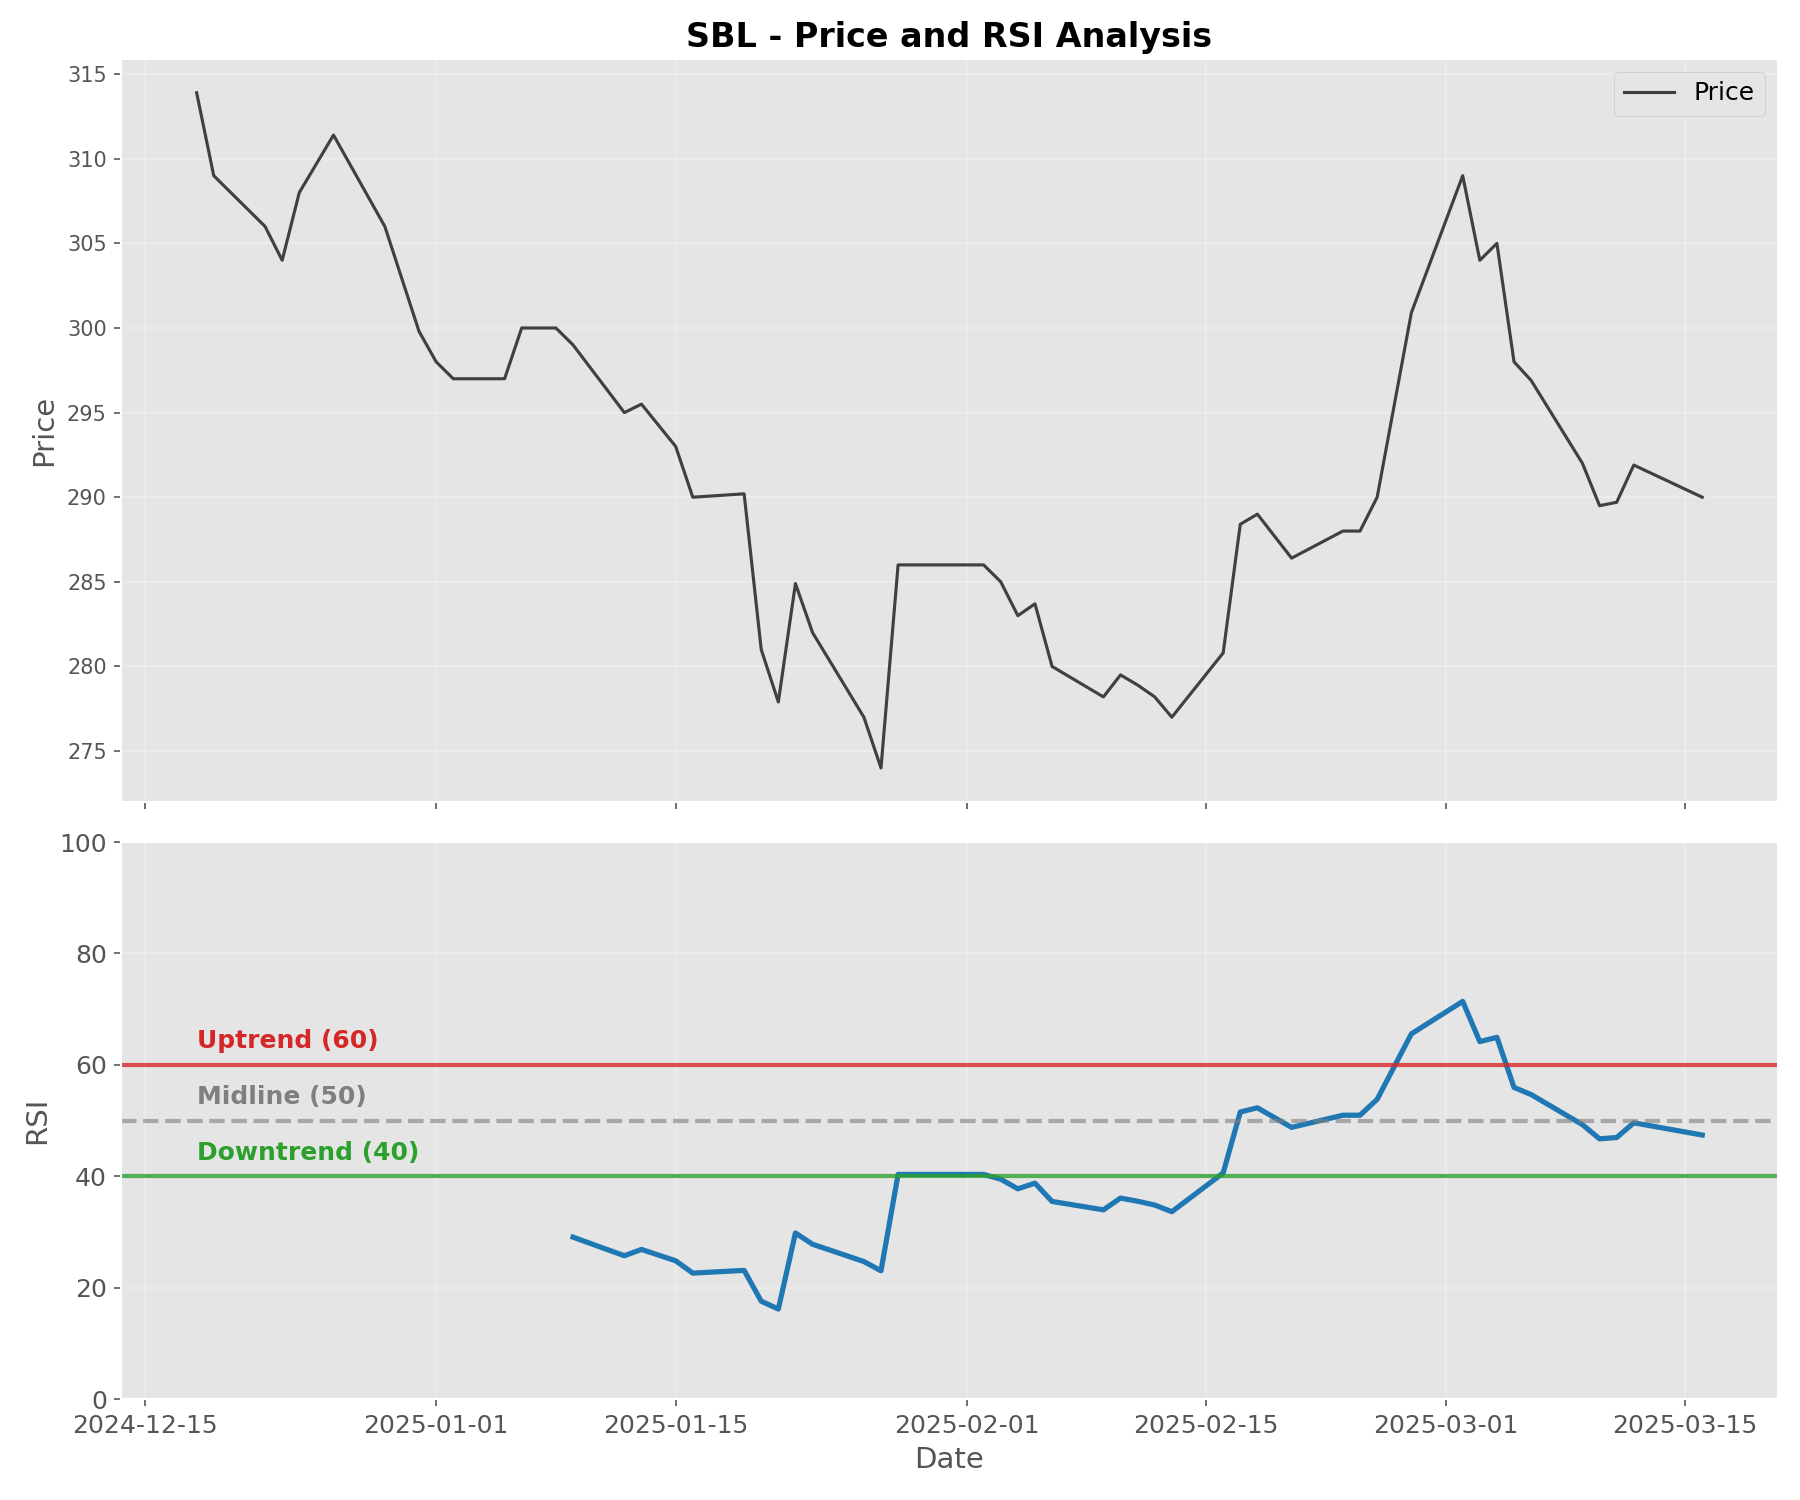 SBL - Price and RSI Analysis
Price
315
310
305
300
295
290
285
280
275
Price
100
80
60
40
20
0
RSI
Uptrend (60)
Midline (50)
Downtrend (40)
2024-12-15
2025-01-01
2025-01-15
2025-02-01
2025-02-15
2025-03-01
2025-03-15
Date